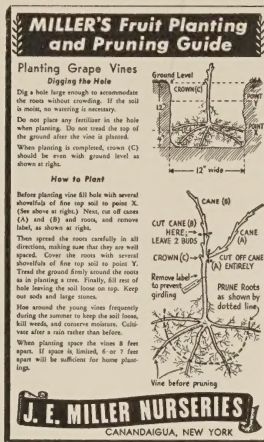 MILLER'S Fruit Planting
and Pruning Guide
Planting Grape Vines
Digging the Hole
Dig a hole large enough to accommodate
the roots without crowding. If the soil
is moist, no watering is necessary.
Do not place any fertilizer in the hole
when planting. Do not tread the top of
the ground after the vine is planted.
When planting is completed, crown (C)
should be even with ground level as
shown at right.
How to Plant
Before planting vine fill hole with several
shovelfuls of fine top soil to point X.
(See above at right.) Next, cut off canes
(A) and (B) and roots, and remove
label, as shown at right.
Then spread the roots carefully in all
directions, making sure that they are well
spaced. Cover the roots with several
shovelfuls of fine top soil to point Y.
Tread the ground firmly around the roots
as in planting a tree. Finally, fill rest of
hole leaving the soil loose on top. Keep
out sods and large stones.
Hoe around the young vines frequently
during the summer to keep the soil loose,
kill weeds, and conserve moisture. Culti-
vate after a rain rather than before.
When planting space the vines 8 feet
apart. If space is limited, 6- or 7 feet
apart will be sufficient for home plant-
ings.
Ground Level
CROWN (C)
POINT
12"
POINT
12" wide
CANE (B)
CUT CANE (B)
HERE;
LEAVE 2 BUDS
CANE
(A)
CROWN (C)
CUT OFF CANE
(A) ENTIRELY
Remove label
to prevent
girdling
PRUNE Roots
as shown by
dotted line
Vine before pruning
J. E. MILLER NURSERIES
CANANDAIGUA, NEW YORK